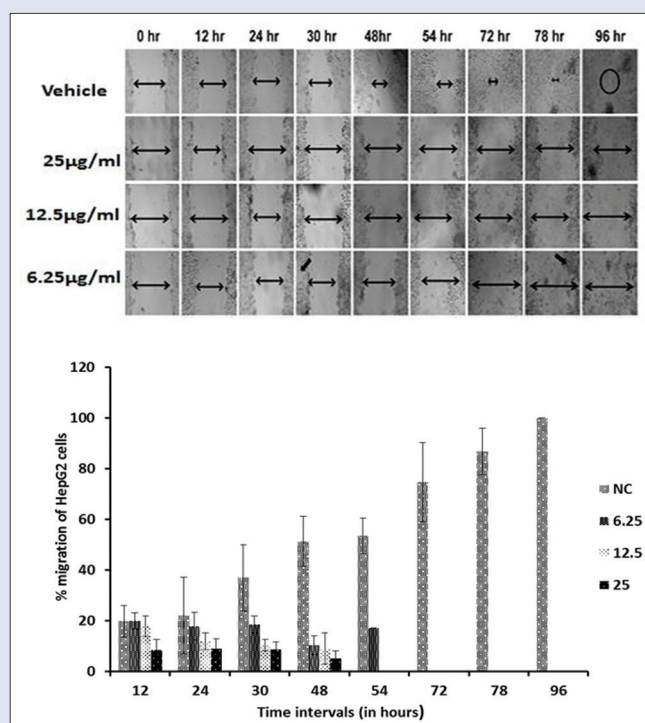 0 hr 12 hr 24 hr 30 hr 48hr 54 hr 72 hr 78 hr 96 hr
Vehicle
25µg/ml
12.5µg/ml
6.25µg/ml
120
100
80
60
40
20
0
% migration of HepG2 cells
NC
6.25
12.5
25
12 24 30 48 54 72 78 96
Time intervals (in hours)